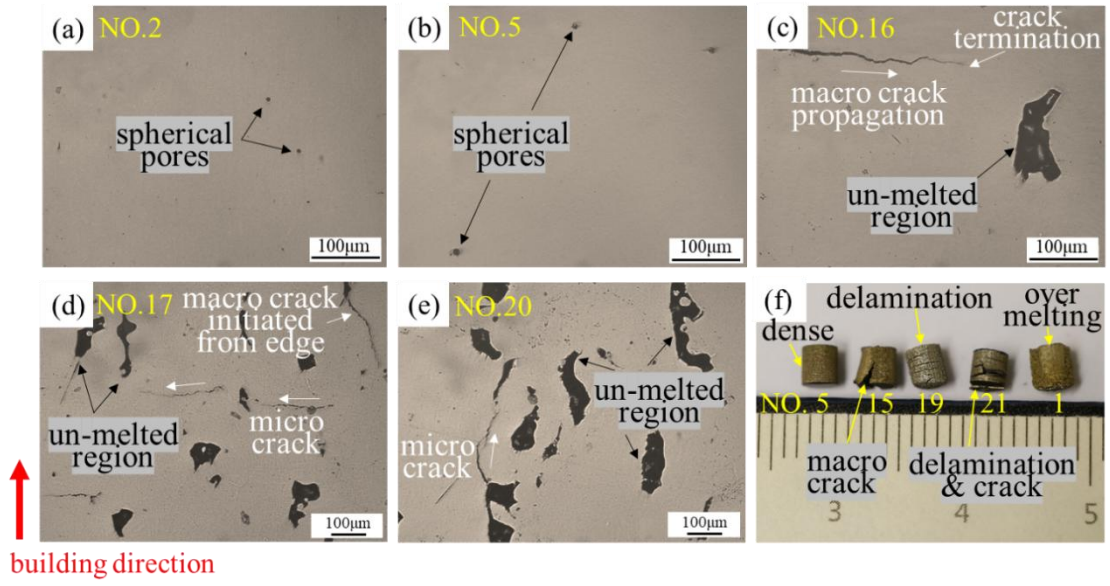 (a) NO.2
spherical
pores
100μm
(b) NO.5
spherical
pores
100μm
(c) NO.16
crack
termination
macro crack
propagation
un-melted
region
100μm
(d) NO.17
macro crack
initiated
from edge
un-melted
region
micro
crack
100μm
(e) NO.20
un-melted
region
micro
crack
100μm
(f)
delamination
over
melting
dense
NO. 5 15 19 21 1
macro
crack
delamination
& crack
3 4 5
building direction